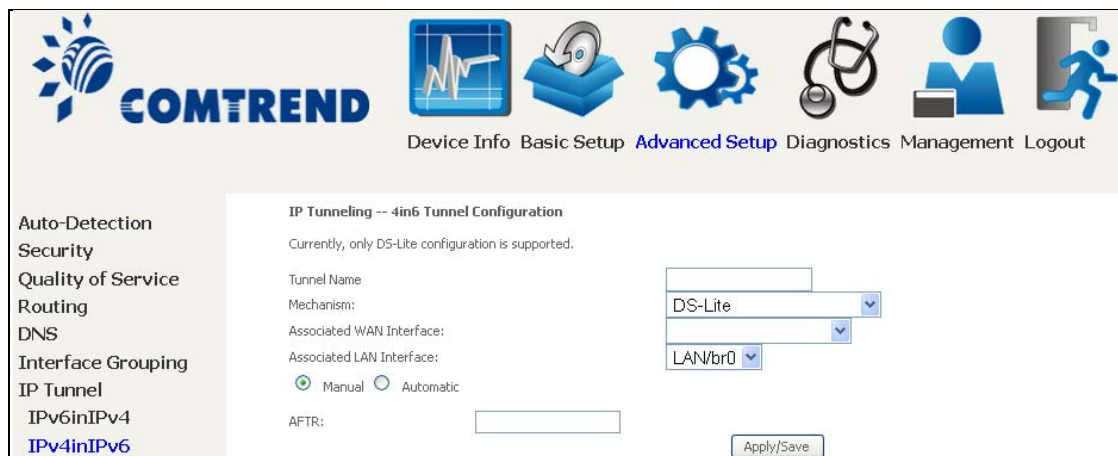 COMTREND
Device Info Basic Setup Advanced Setup Diagnostics Management Logout
Auto-Detection
Security
Quality of Service
Routing
DNS
Interface Grouping
IP Tunnel
IPv6inIPv4
IPv4inIPv6
IP Tunneling -- 4in6 Tunnel Configuration
Currently, only DS-Lite configuration is supported.
Tunnel Name
Mechanism: DS-Lite
Associated WAN Interface:
Associated LAN Interface: LAN/br0
Manual Automatic
AFTR:
Apply/Save